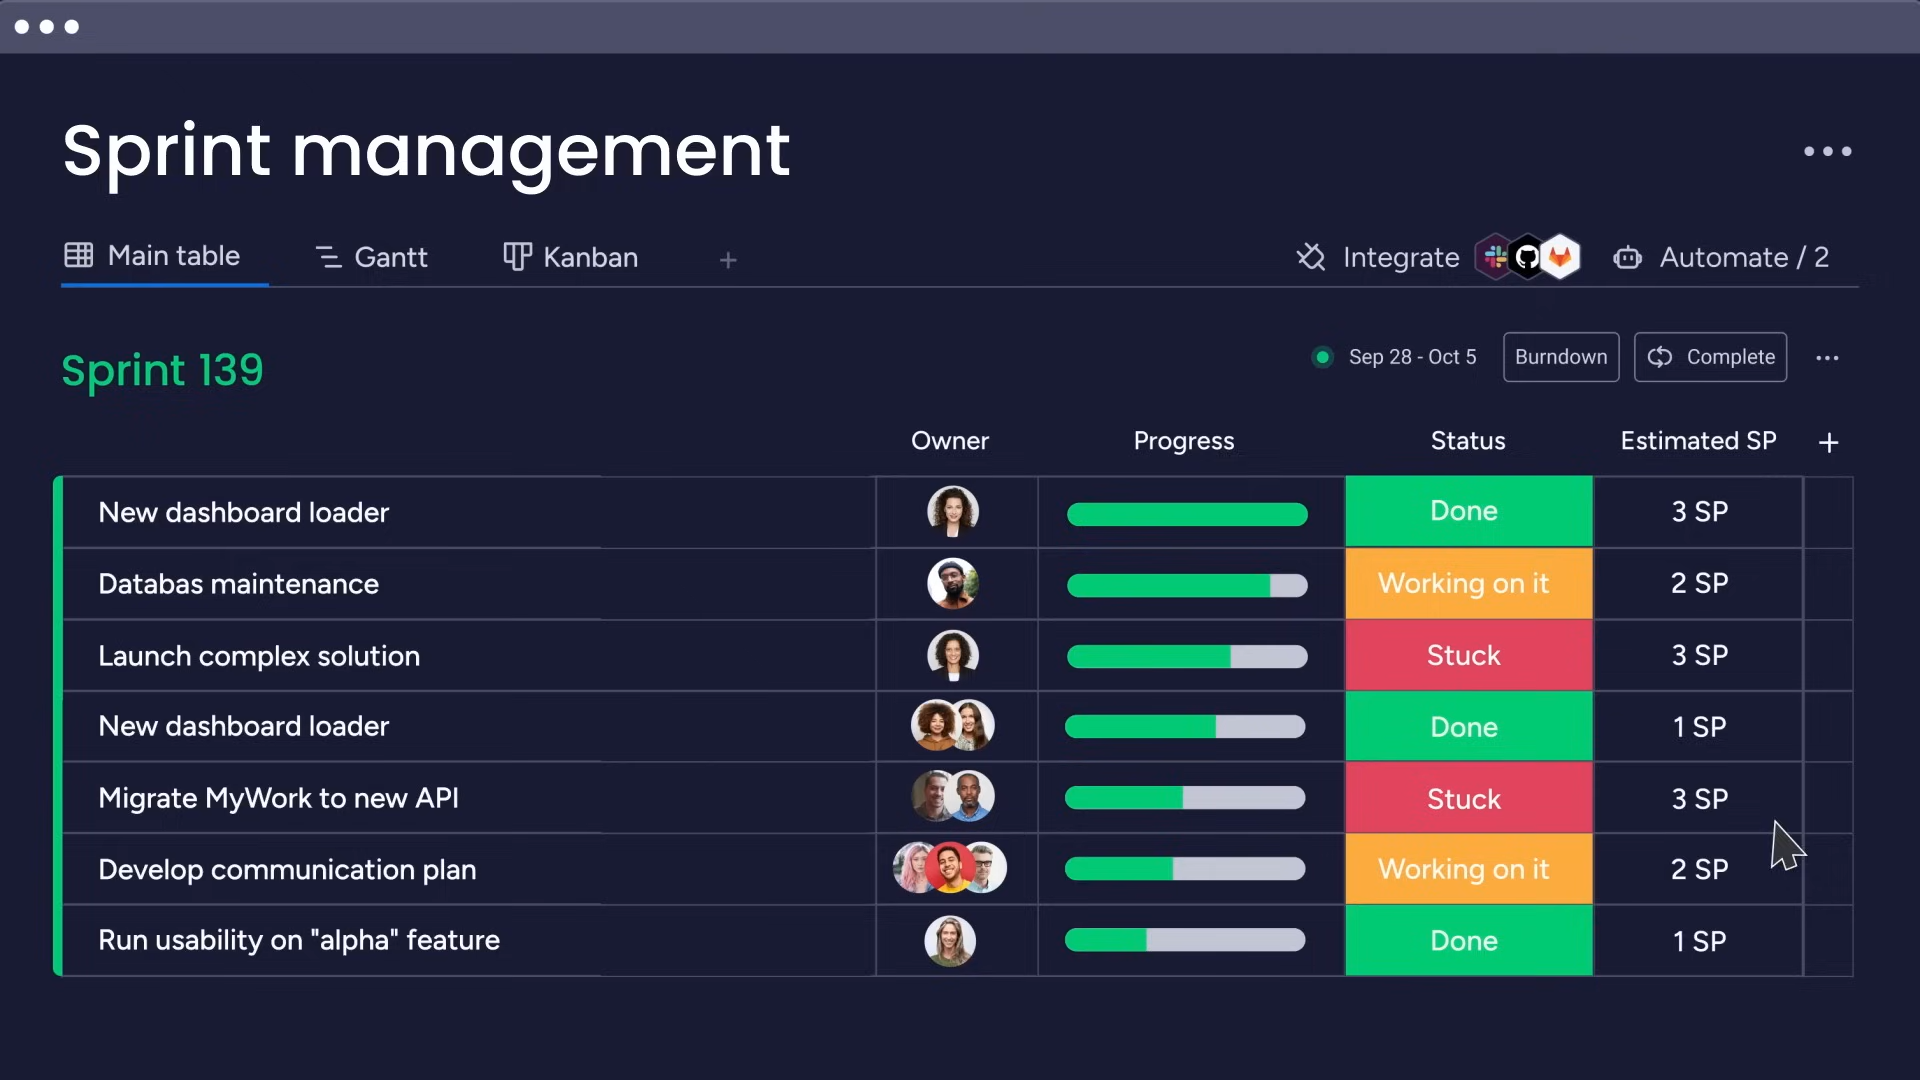 Sprint management
Main table Gantt Kanban + Integrate Automate / 2
Sprint 139 Sep 28 - Oct 5 Burndown Complete
Owner Progress Status Estimated SP +
New dashboard loader Done 3 SP
Databas maintenance Working on it 2 SP
Launch complex solution Stuck 3 SP
New dashboard loader Done 1 SP
Migrate MyWork to new API Stuck 3 SP
Develop communication plan Working on it 2 SP
Run usability on "alpha" feature Done 1 SP